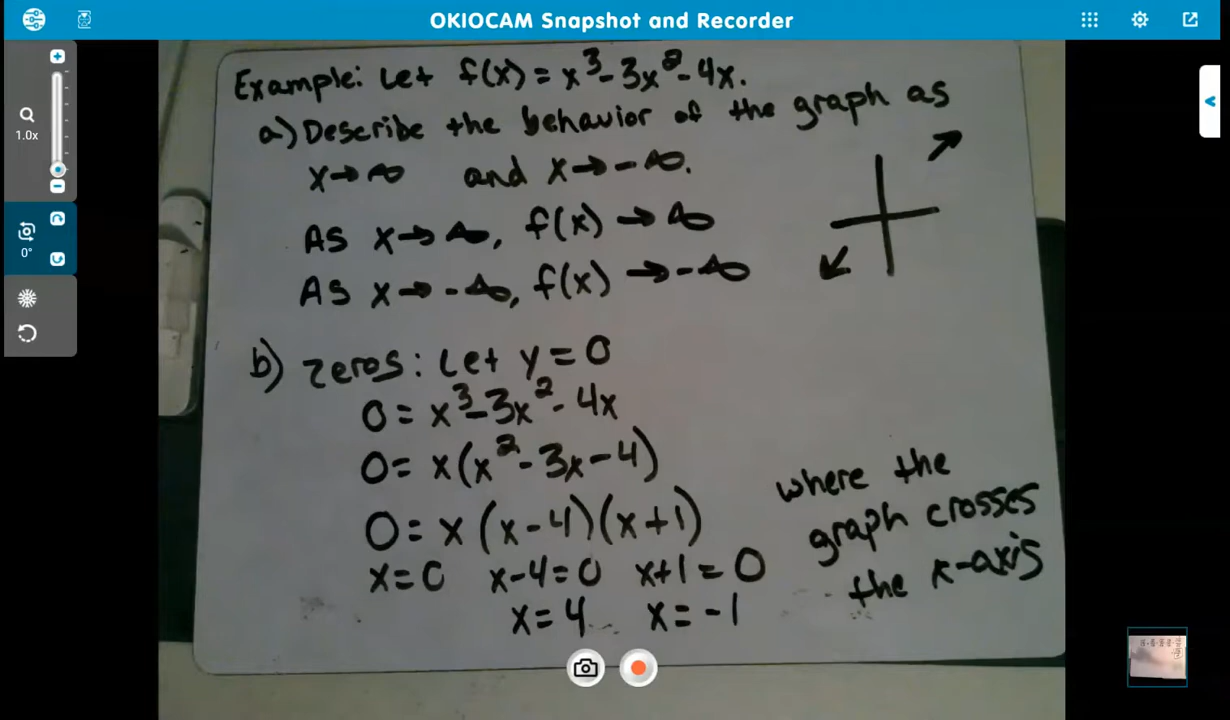 OKIOCAM Snapshot and Recorder
1.0x
0°
Example: Let f(x) = x³-3x²-4x.
a) Describe the behavior of the graph as
x→∞ and x→-∞.
As x→∞, f(x)→∞
As x→-∞, f(x)→-∞
b) zeros: Let y=0
0=x³-3x²-4x
0=x(x²-3x-4)
0=x(x-4)(x+1)
x=0 x-4=0 x+1=0
x=4 x=-1
where the
graph crosses
the x-axis